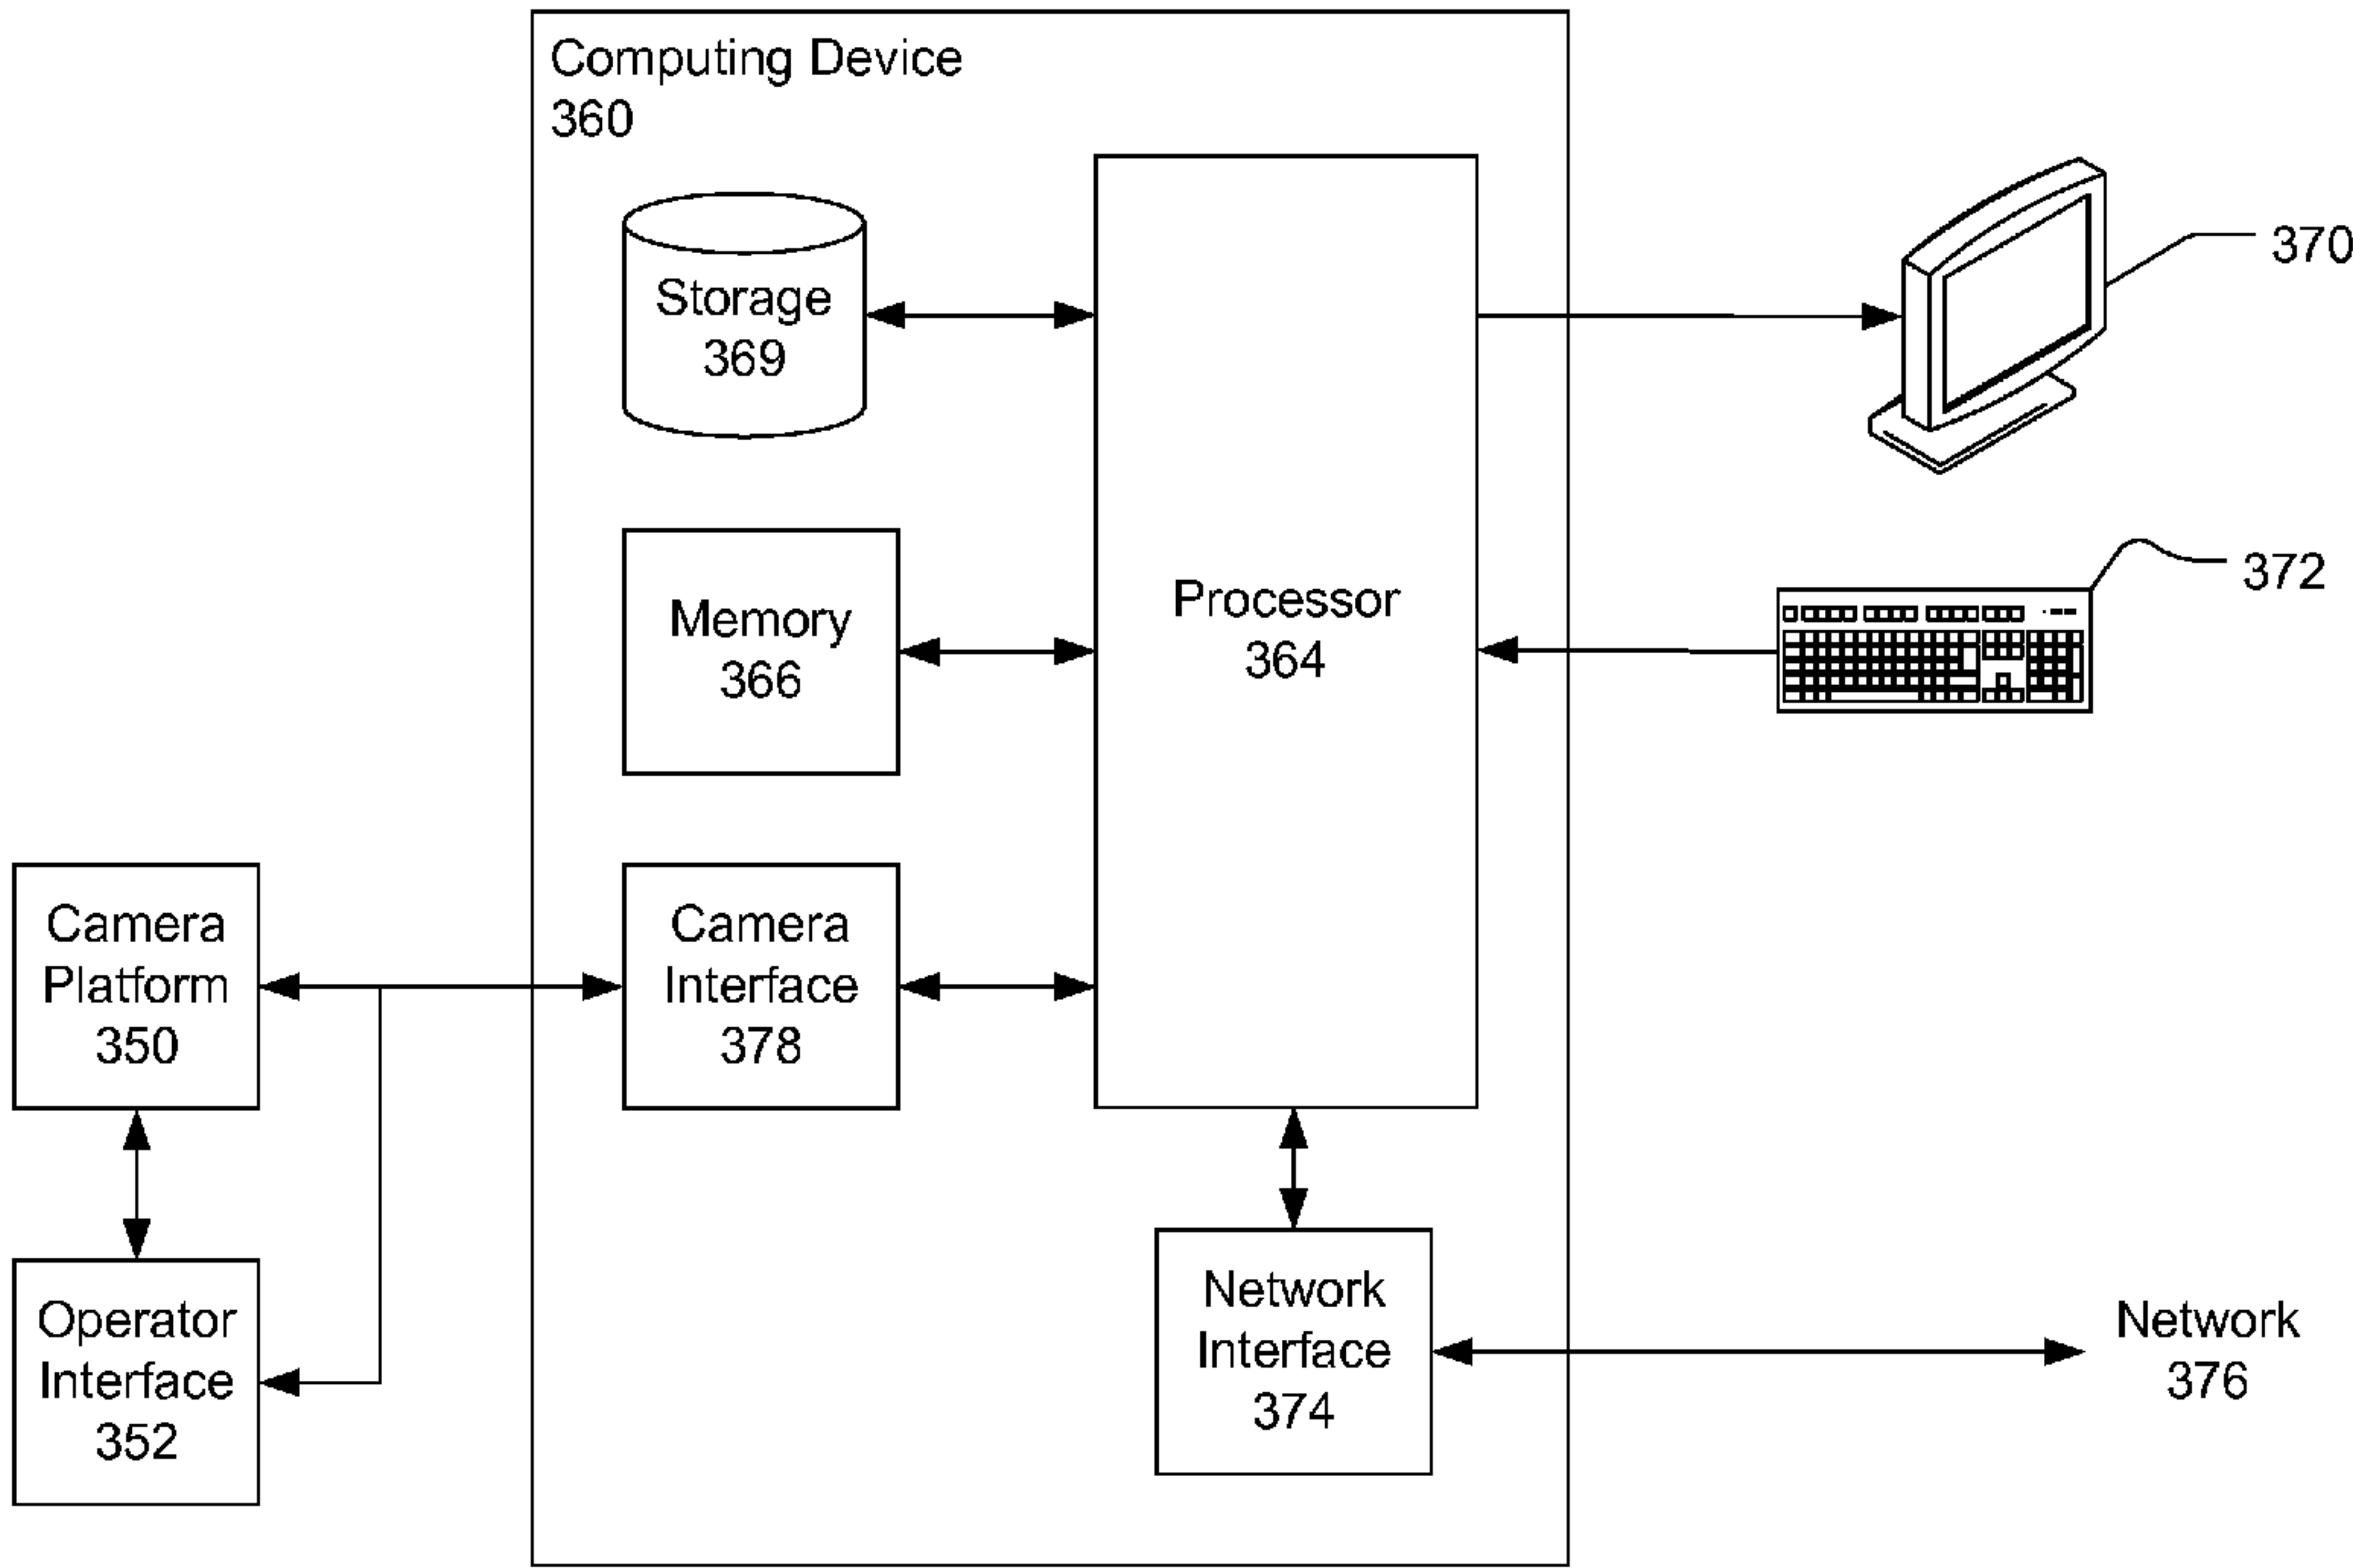 Computing Device
360
Storage
369
370
Memory
366
Processor
364
372
Camera
Platform
350
Camera
Interface
378
Operator
Interface
352
Network
Interface
374
Network
376